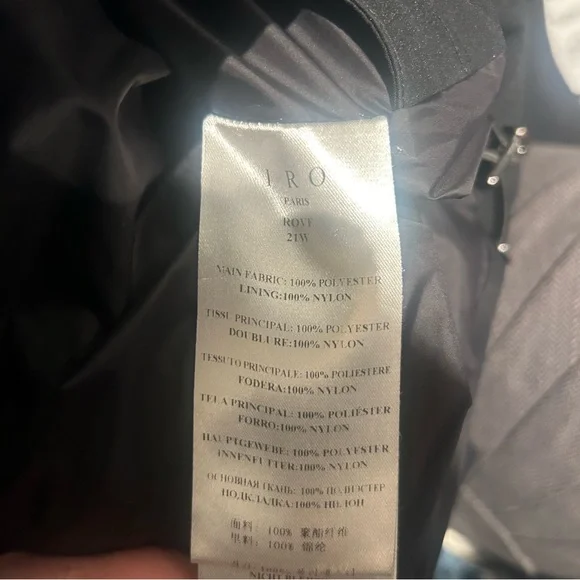 IRO
PARIS
ROVE
21W
MAIN FABRIC: 100% POLYESTER
LINING:100% NYLON
TISSU PRINCIPAL: 100% POLYESTER
DOUBLURE:100% NYLON
TESSUTO PRINCIPALE: 100% POLIESTERE
FODERA:100% NYLON
TELA PRINCIPAL: 100% POLIÉSTER
FORRO:100% NYLON
HAUPTGEWEBE: 100% POLYESTER
INNENFUTTER:100% NYLON
ОСНОВНАЯ ТКАНЬ: 100% ПОЛИЭСТЕР
ПОДКЛАДКА:100% НЕЙЛОН
面料: 100% 聚酯纤维
里料: 100% 锦纶